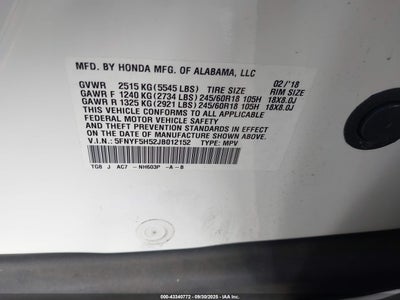 MFD. BY HONDA MFG. OF ALABAMA, LLC
GVWR 2515 KG (5545 LBS) TIRE SIZE 02/'18 RIM SIZE
GAWR F 1240 KG (2734 LBS) 245/60R18 105H 18X8.0J
GAWR R 1325 KG (2921 LBS) 245/60R18 105H 18X8.0J
THIS VEHICLE CONFORMS TO ALL APPLICABLE
FEDERAL MOTOR VEHICLE SAFETY
AND THEFT PREVENTION STANDARDS IN EFFECT
ON THE DATE OF MANUFACTURE SHOWN ABOVE.
V.I.N.: 5FNYF5H52JB012152 TYPE: MPV
TG8 J AC7 -NH603P -A-B
000-43340772 - 09/30/2025 - IAA Inc.